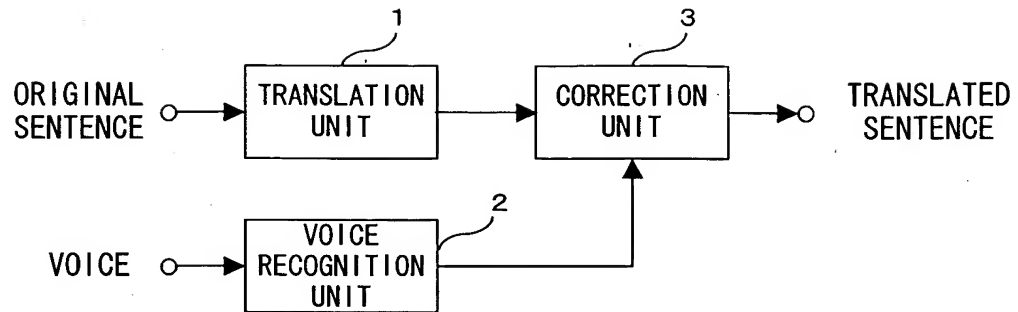 1
3
ORIGINAL
SENTENCE
TRANSLATION
UNIT
CORRECTION
UNIT
TRANSLATED
SENTENCE
2
VOICE
VOICE
RECOGNITION
UNIT